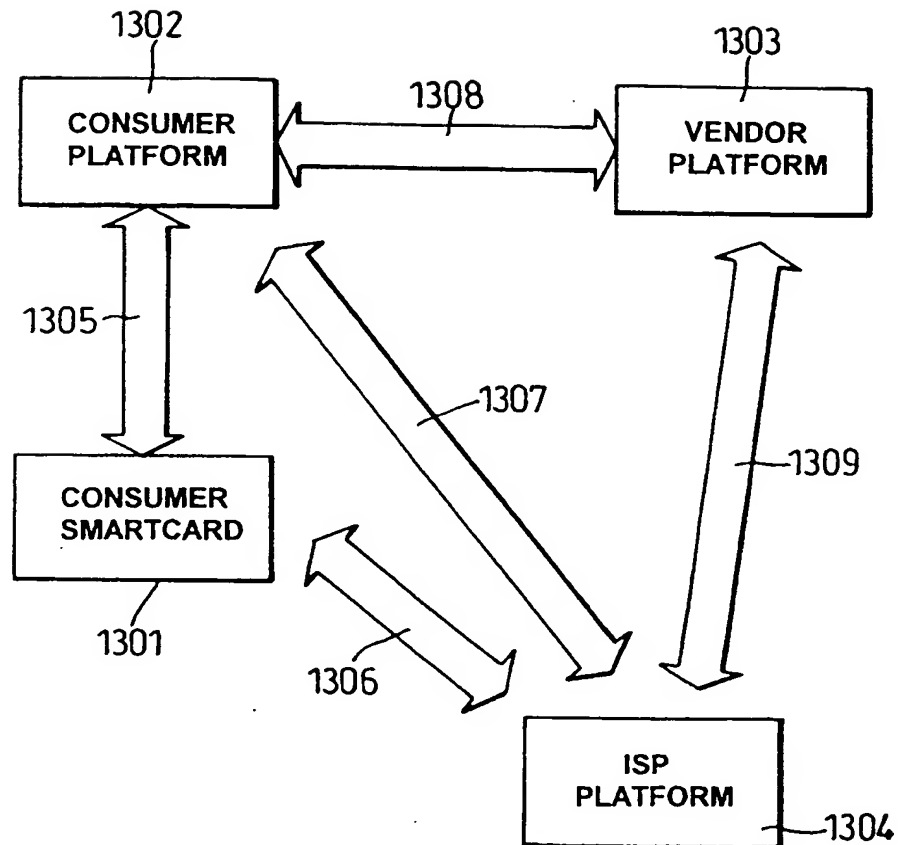 1302
1303
CONSUMER
PLATFORM
1308
VENDOR
PLATFORM
1305
1307
1309
CONSUMER
SMARTCARD
1301
1306
ISP
PLATFORM
1304